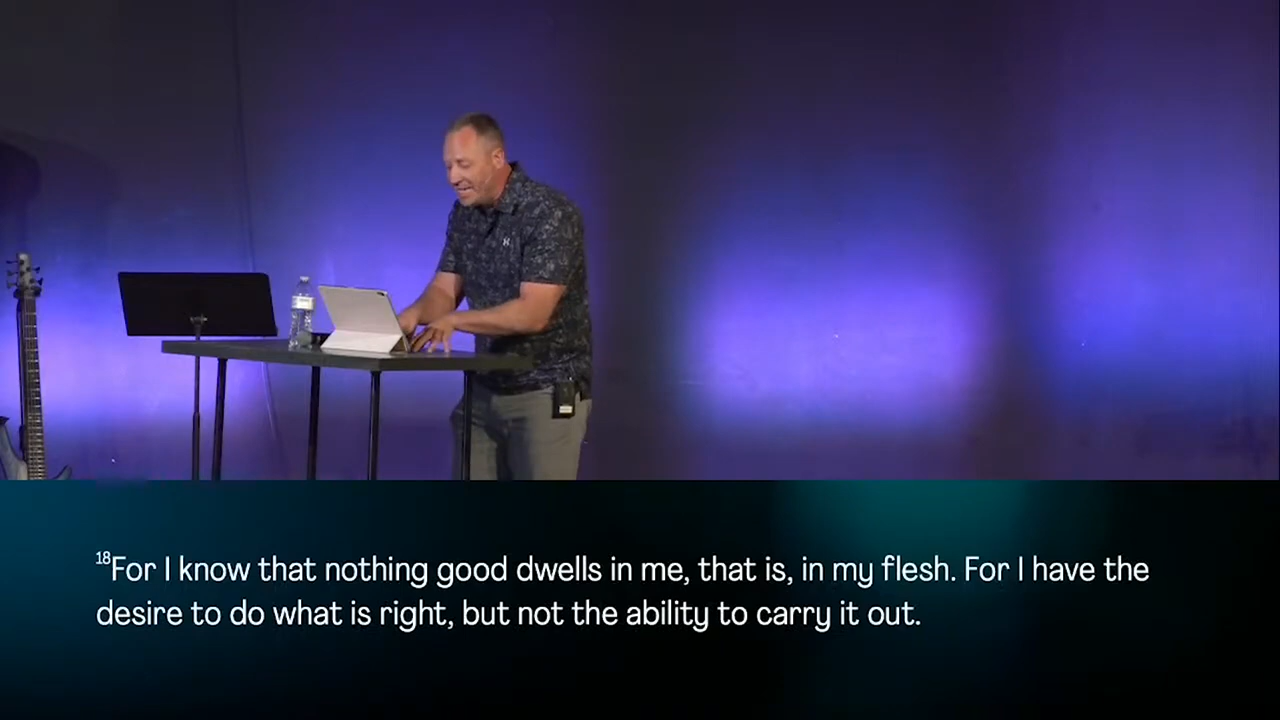 18For I know that nothing good dwells in me, that is, in my flesh. For I have the
desire to do what is right, but not the ability to carry it out.